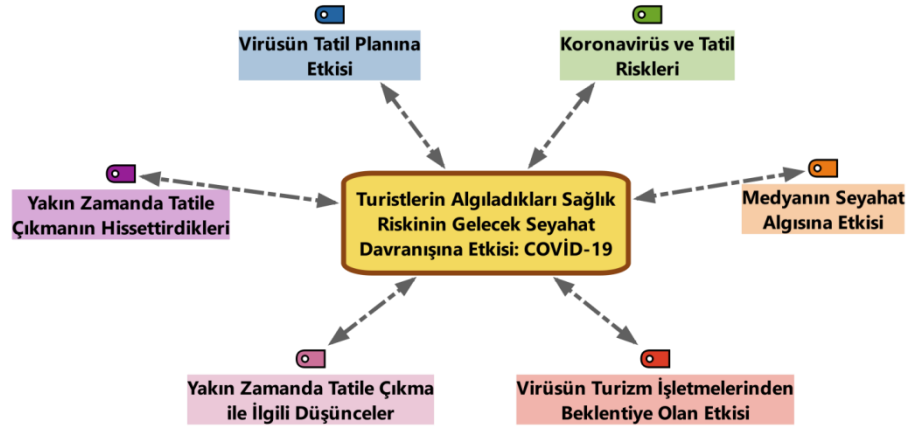 Virüsün Tatil Planına
Etkisi
Koronavirüs ve Tatil
Riskleri
Yakın Zamanda Tatile
Çıkmanın Hissettirdikleri
Turistlerin Algıladıkları Sağlık
Riskinin Gelecek Seyahat
Davranışına Etkisi: COVİD-19
Medyanın Seyahat
Algısına Etkisi
Yakın Zamanda Tatile Çıkma
ile İlgili Düşünceler
Virüsün Turizm İşletmelerinden
Beklentiye Olan Etkisi